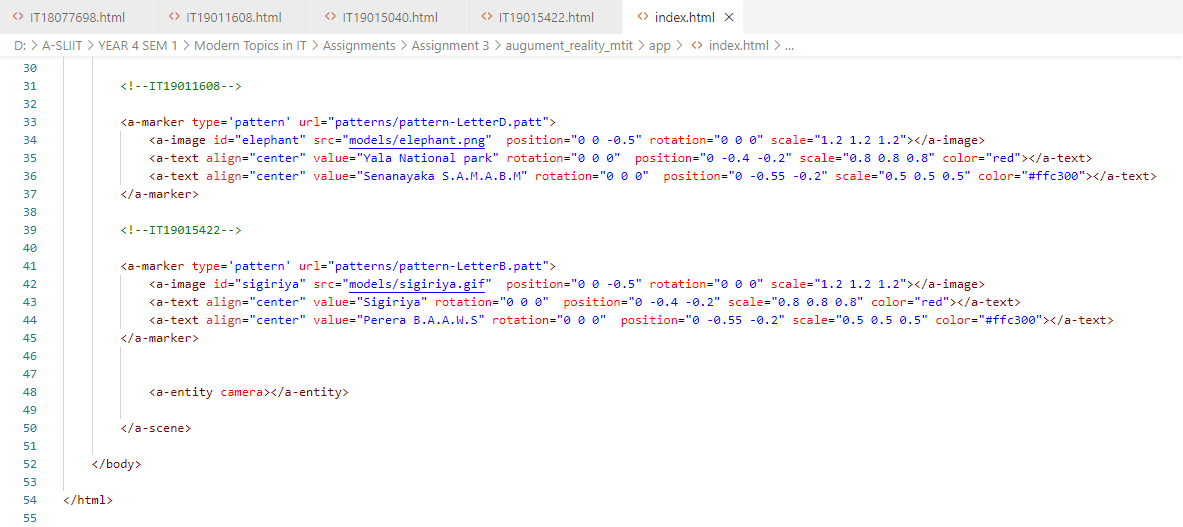 IT18077698.html IT19011608.html IT19015040.html IT19015422.html index.html ×
D: > A-SLIIT > YEAR 4 SEM 1 > Modern Topics in IT > Assignments > Assignment 3 > augument_reality_mtit > app > index.html > ...
30
31 <!--IT19011608-->
32
33 <a-marker type='pattern' url="patterns/pattern-LetterD.patt">
34 <a-image id="elephant" src="models/elephant.png"  position="0 0 -0.5" rotation="0 0 0" scale="1.2 1.2 1.2"></a-image>
35 <a-text align="center" value="Yala National park" rotation="0 0 0"  position="0 -0.4 -0.2" scale="0.8 0.8 0.8" color="red"></a-text>
36 <a-text align="center" value="Senanayaka S.A.M.A.B.M" rotation="0 0 0"  position="0 -0.55 -0.2" scale="0.5 0.5 0.5" color="#ffc300"></a-text>
37 </a-marker>
38
39 <!--IT19015422-->
40
41 <a-marker type='pattern' url="patterns/pattern-LetterB.patt">
42 <a-image id="sigiriya" src="models/sigiriya.gif"  position="0 0 -0.5" rotation="0 0 0" scale="1.2 1.2 1.2"></a-image>
43 <a-text align="center" value="Sigiriya" rotation="0 0 0"  position="0 -0.4 -0.2" scale="0.8 0.8 0.8" color="red"></a-text>
44 <a-text align="center" value="Perera B.A.A.W.S" rotation="0 0 0"  position="0 -0.55 -0.2" scale="0.5 0.5 0.5" color="#ffc300"></a-text>
45 </a-marker>
46
47
48 <a-entity camera></a-entity>
49
50 </a-scene>
51
52 </body>
53
54 </html>
55